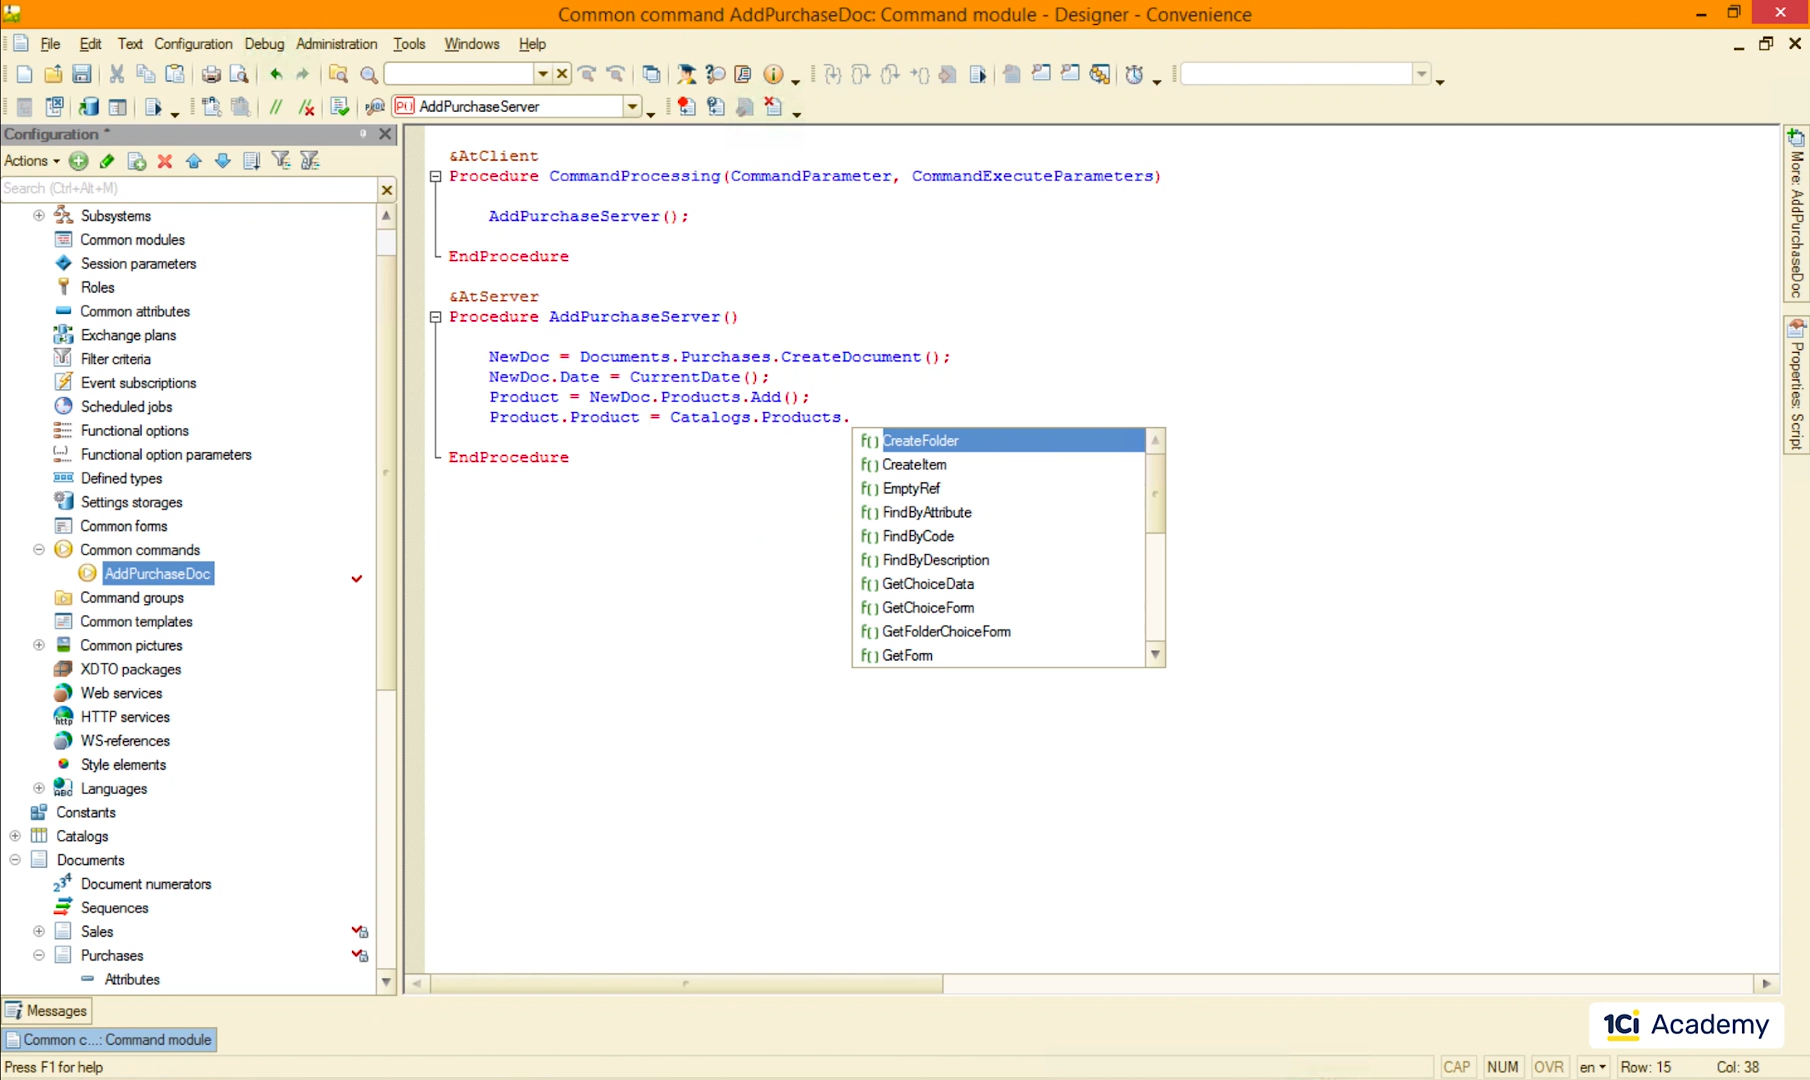 Common command AddPurchaseDoc: Command module - Designer - Convenience
File Edit Text Configuration Debug Administration Tools Windows Help
AddPurchaseServer
Configuration *
Actions
Search (Ctrl+Alt+M)
Subsystems
Common modules
Session parameters
Roles
Common attributes
Exchange plans
Filter criteria
Event subscriptions
Scheduled jobs
Functional options
Functional option parameters
Defined types
Settings storages
Common forms
Common commands
AddPurchaseDoc
Command groups
Common templates
Common pictures
XDTO packages
Web services
HTTP services
WS-references
Style elements
Languages
Constants
Catalogs
Documents
Document numerators
Sequences
Sales
Purchases
Attributes
&AtClient
Procedure CommandProcessing(CommandParameter, CommandExecuteParameters)
AddPurchaseServer();
EndProcedure
&AtServer
Procedure AddPurchaseServer()
NewDoc = Documents.Purchases.CreateDocument();
NewDoc.Date = CurrentDate();
Product = NewDoc.Products.Add();
Product.Product = Catalogs.Products.
EndProcedure
f() CreateFolder
f() CreateItem
f() EmptyRef
f() FindByAttribute
f() FindByCode
f() FindByDescription
f() GetChoiceData
f() GetChoiceForm
f() GetFolderChoiceForm
f() GetForm
More: AddPurchaseDoc
Properties: Script
Messages
Common c...: Command module
1Ci Academy
Press F1 for help
CAP NUM OVR en Row: 15 Col: 38